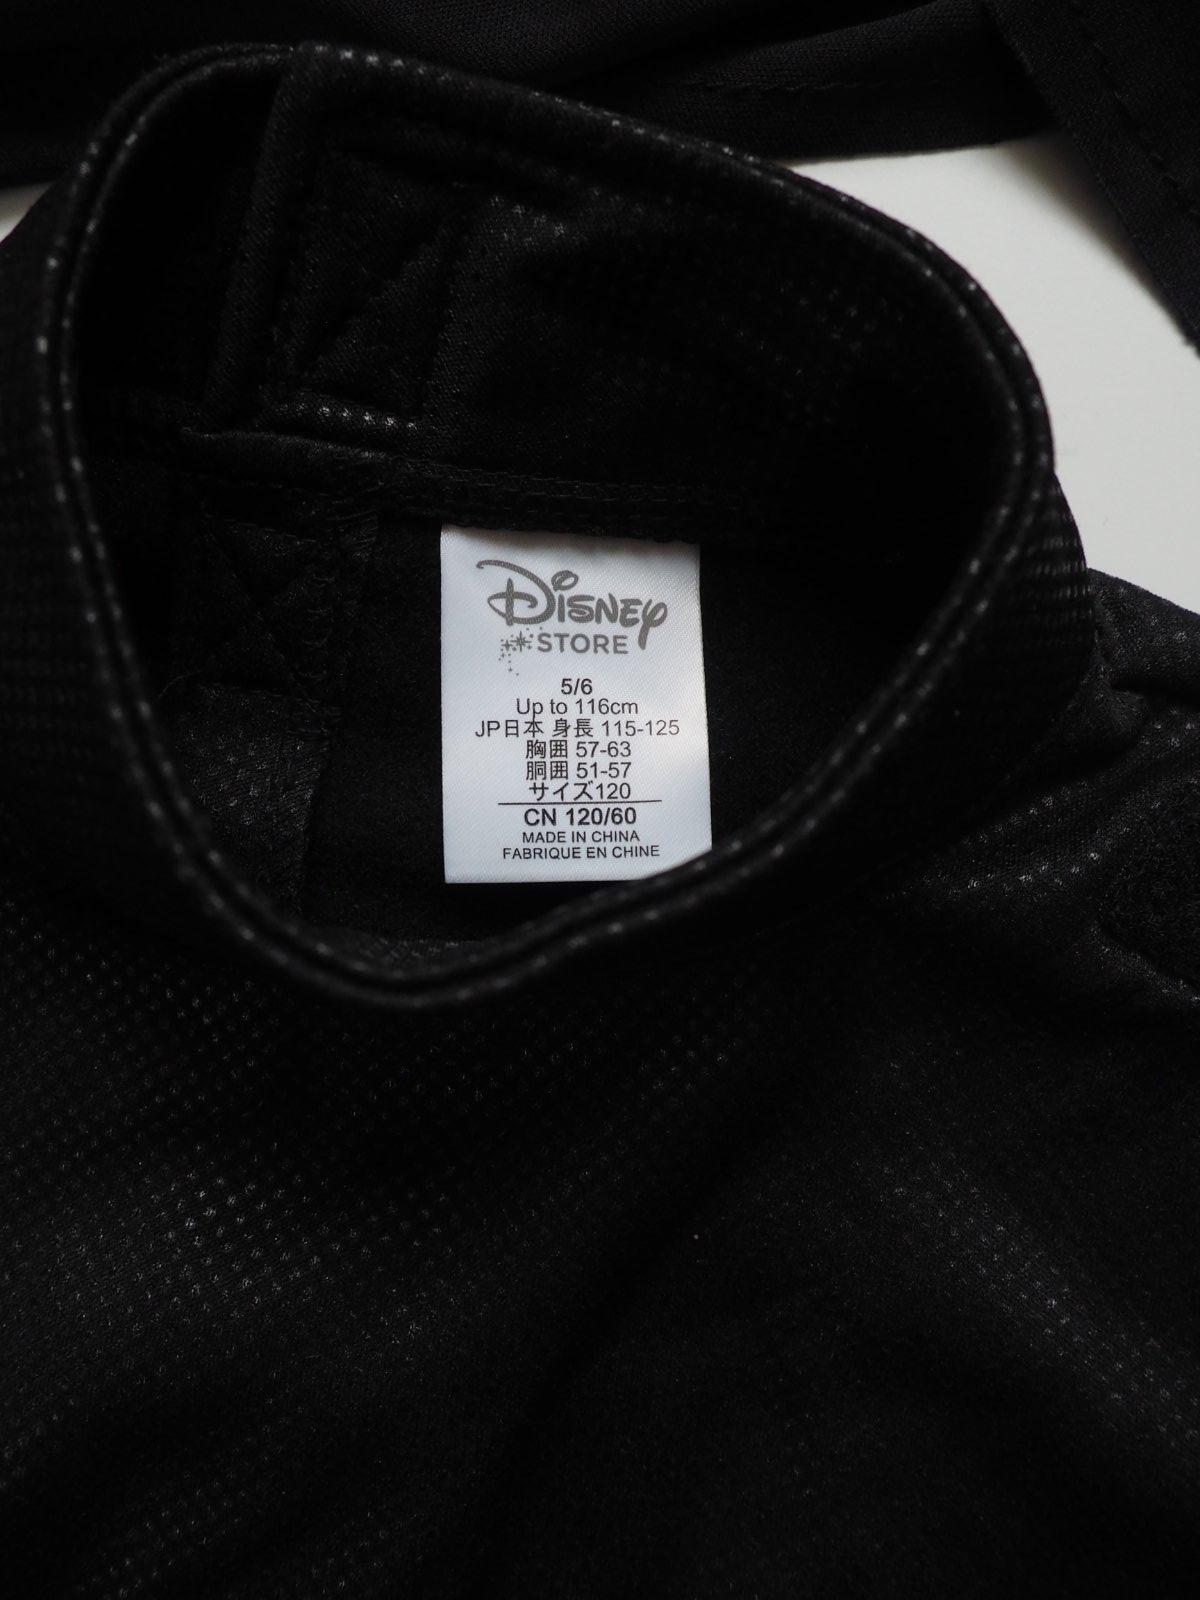 Disney
STORE
5/6
Up to 116cm
JP日本 身長 115-125
胸囲 57-63
胴囲 51-57
サイズ120
CN 120/60
MADE IN CHINA
FABRIQUE EN CHINE